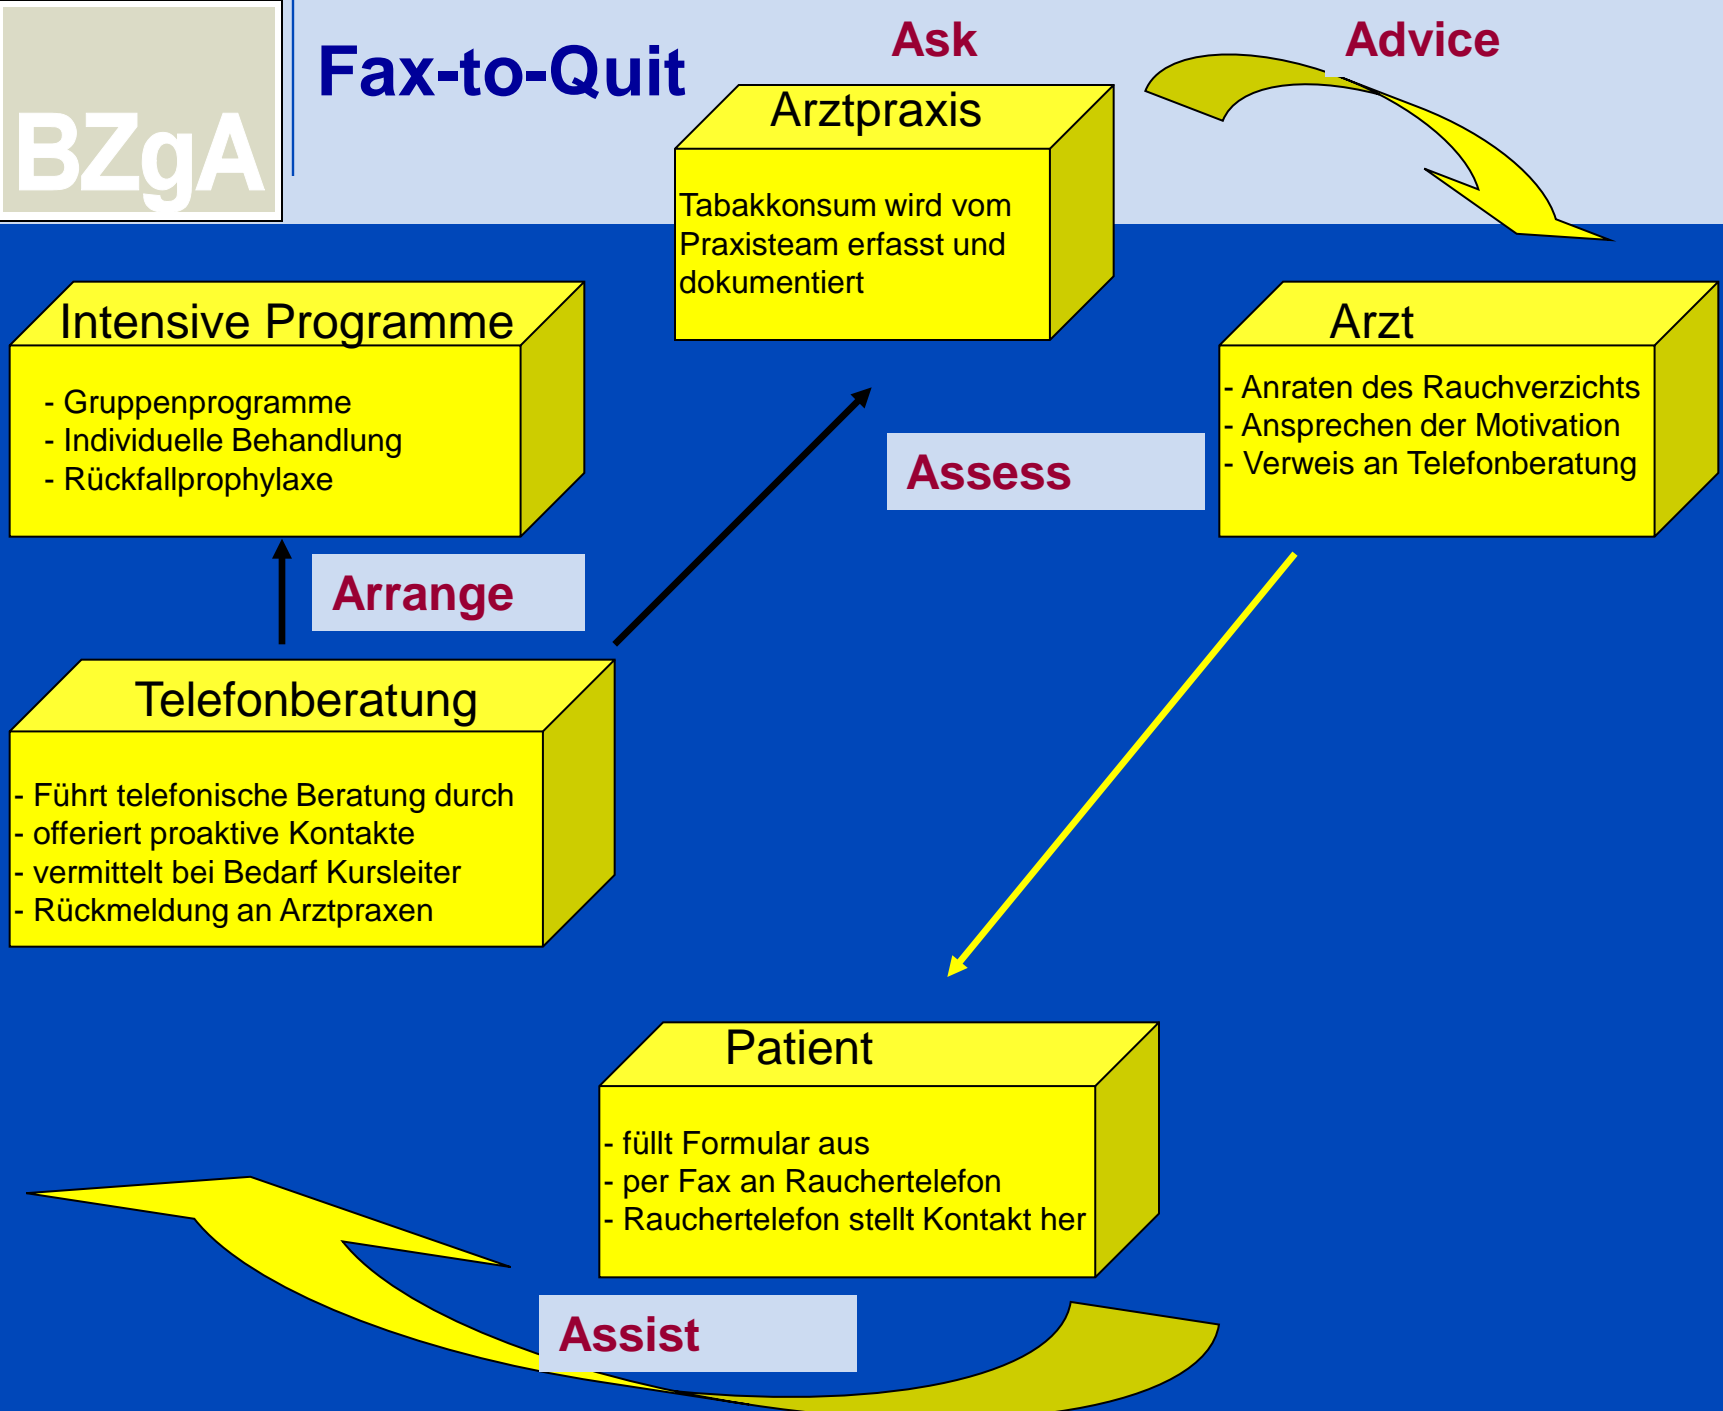 BZgA
Fax-to-Quit
Ask
Advice
Arztpraxis
Tabakkonsum wird vom
Praxisteam erfasst und
dokumentiert
Arzt
- Anraten des Rauchverzichts
- Ansprechen der Motivation
- Verweis an Telefonberatung
Assess
Intensive Programme
- Gruppenprogramme
- Individuelle Behandlung
- Rückfallprophylaxe
Arrange
Telefonberatung
- Führt telefonische Beratung durch
- offeriert proaktive Kontakte
- vermittelt bei Bedarf Kursleiter
- Rückmeldung an Arztpraxen
Patient
- füllt Formular aus
- per Fax an Rauchertelefon
- Rauchertelefon stellt Kontakt her
Assist